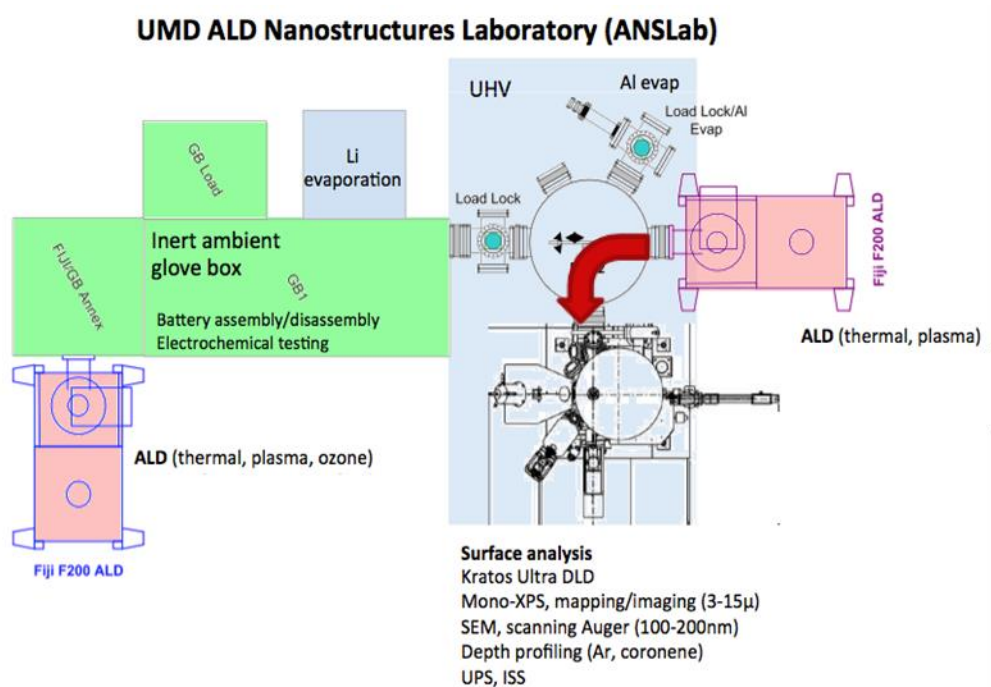 UMD ALD Nanostructures Laboratory (ANSLab)
UHV
Al evap
Load Lock/Al
Evap
GB Load
Li
evaporation
Load Lock
Fiji F200 ALD
FIJI/GB Annex
Inert ambient
glove box
GB1
Battery assembly/disassembly
Electrochemical testing
ALD (thermal, plasma)
ALD (thermal, plasma, ozone)
Fiji F200 ALD
Surface analysis
Kratos Ultra DLD
Mono-XPS, mapping/imaging (3-15µ)
SEM, scanning Auger (100-200nm)
Depth profiling (Ar, coronene)
UPS, ISS